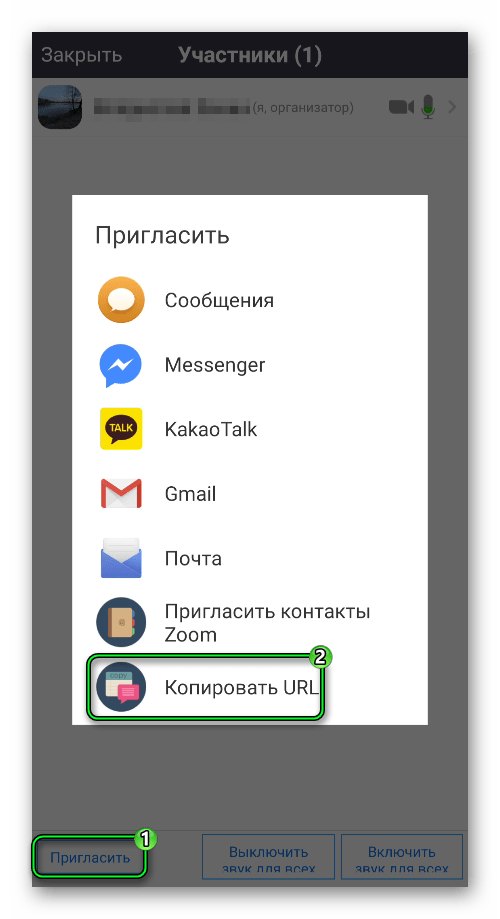 Закрыть Участники (1)
(я, организатор)
Пригласить
Сообщения
Messenger
TALK
KakaoTalk
Gmail
Почта
Пригласить контакты
Zoom
2
copy
Копировать URL
1
Пригласить
Выключить
звук для всех
Включить
звук для всех